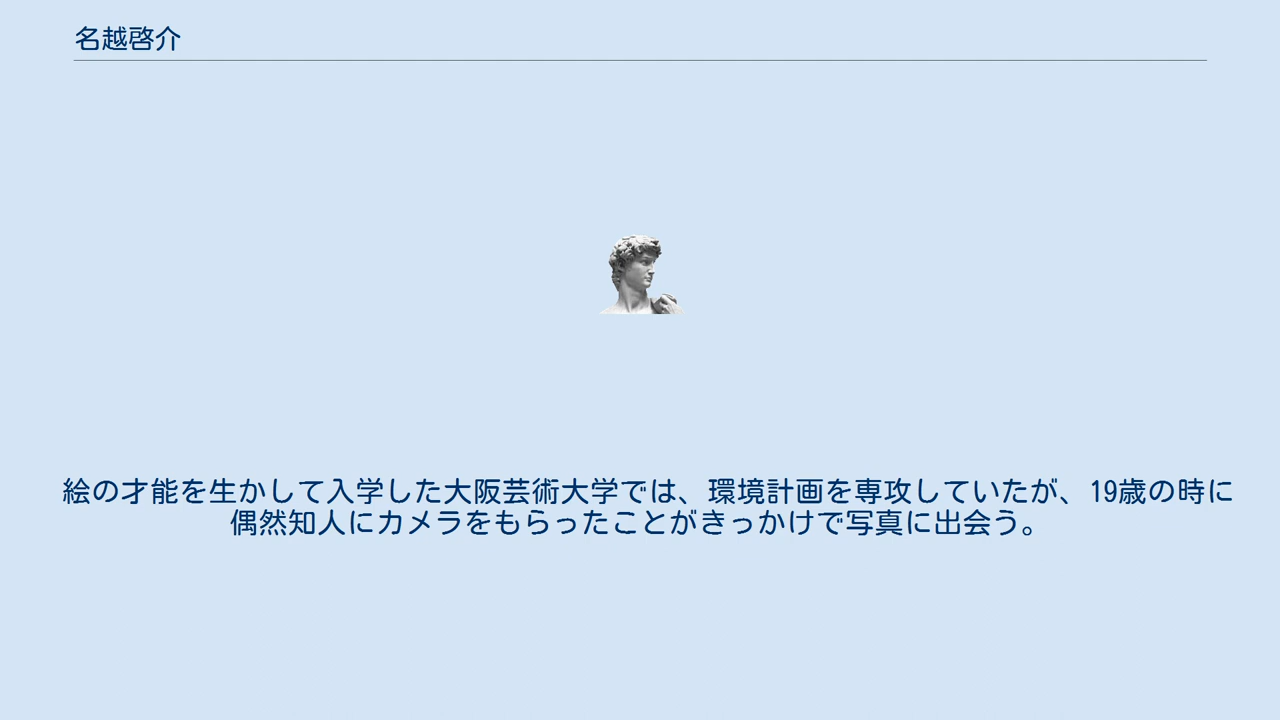 名越啓介
絵の才能を生かして入学した大阪芸術大学では、環境計画を専攻していたが、19歳の時に
偶然知人にカメラをもらったことがきっかけで写真に出会う。